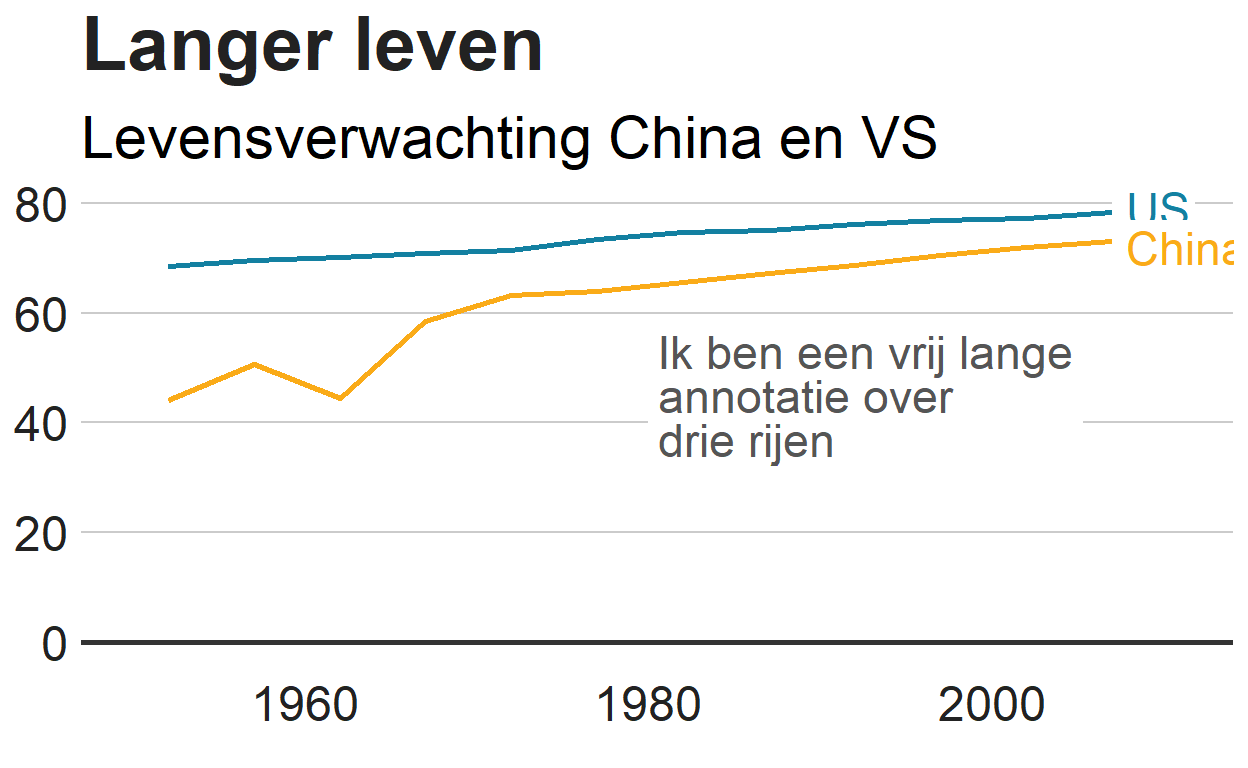 Langer leven
Levensverwachting China en VS
80
US
China
60
Ik ben een vrij lange
annotatie over
40
drie rijen
20
0
1960 1980 2000